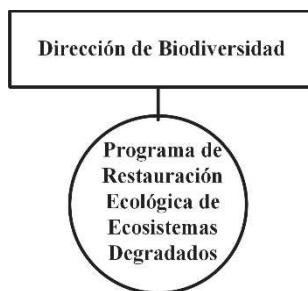 Dirección de Biodiversidad
Programa de
Restauración
Ecológica de
Ecosistemas
Degradados